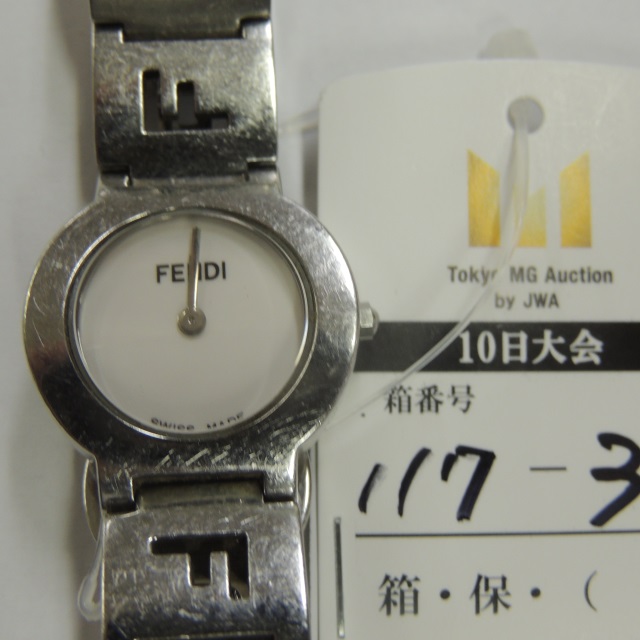 F
FENDI
SWISS MADE
F
Tokyo MG Auction
by JWA
10日大会
箱番号
117-3
箱・保・（